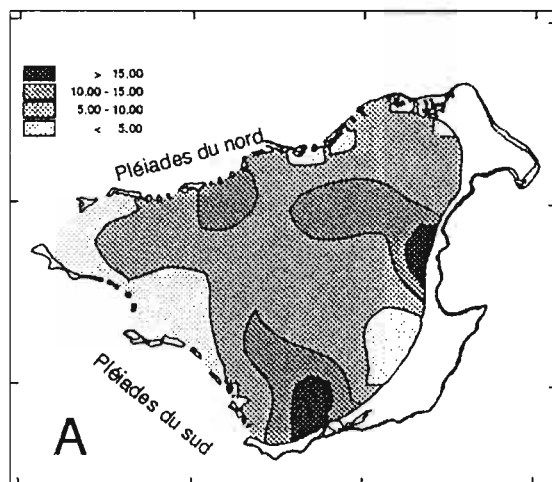 > 15.00
10.00 - 15.00
5.00 - 10.00
< 5.00
Pléiades du nord
Pléiades du sud
A